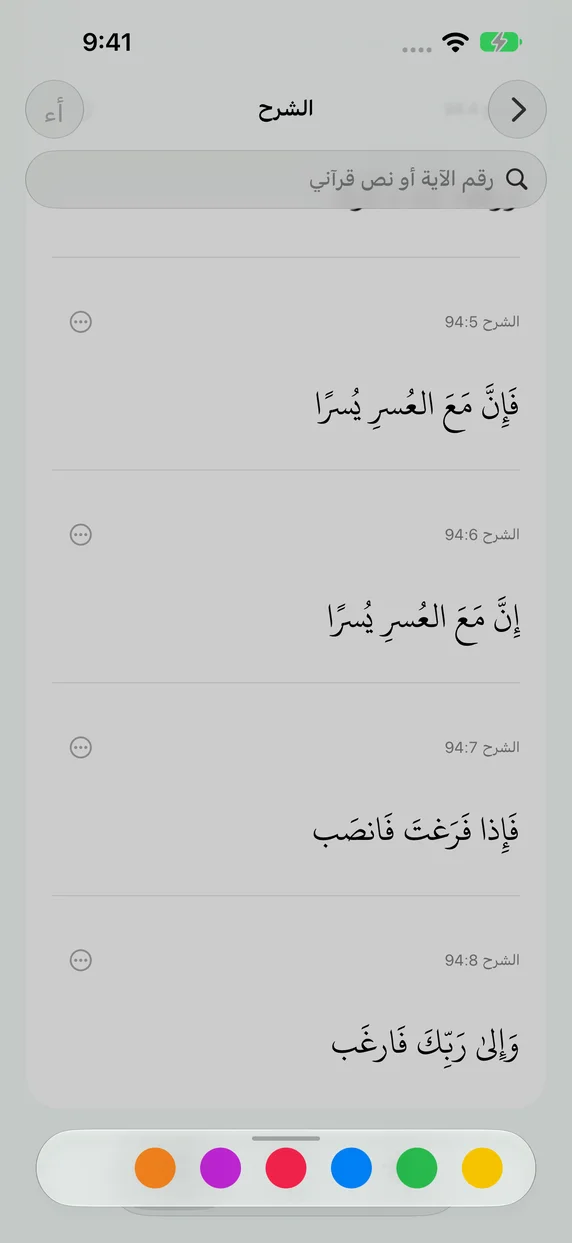 9:41
الشرح
أء
رقم الآية أو نص قرآني
الشرح 94:5
فَإِنَّ مَعَ العُسرِ يُسرًا
الشرح 94:6
إِنَّ مَعَ العُسرِ يُسرًا
الشرح 94:7
فَإِذا فَرَغتَ فَانصَب
الشرح 94:8
وَإِلىٰ رَبِّكَ فَارغَب